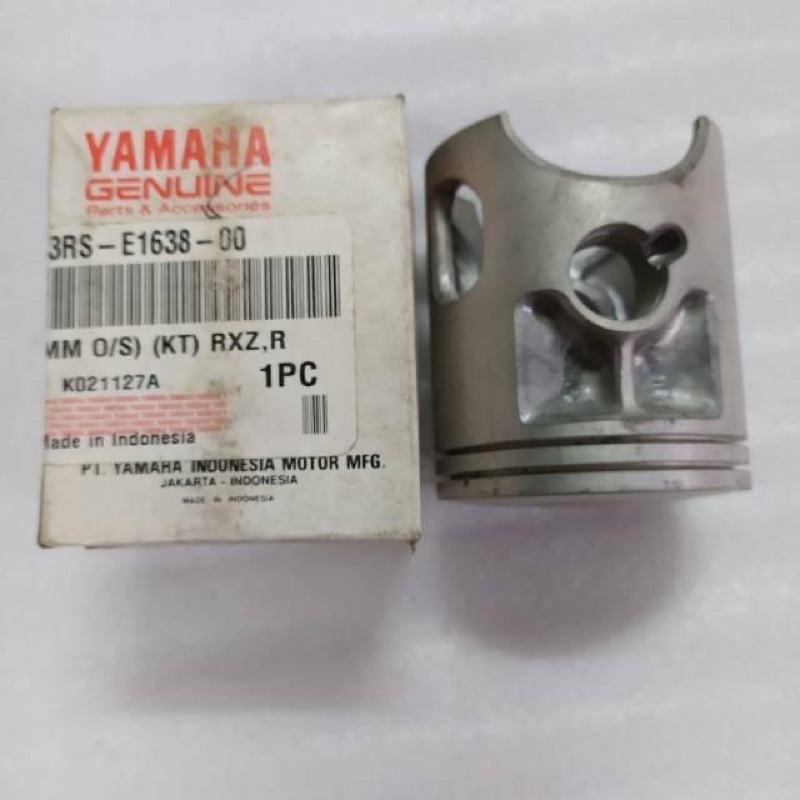 YAMAHA
GENUINE
Parts & Accessories
3RS-E1638-00
MM O/S) (KT) RXZ,R
K021127A
1PC
Made in Indonesia
PT. YAMAHA INDONESIA MOTOR MFG.
JAKARTA - INDONESIA
MADE IN INDONESIA